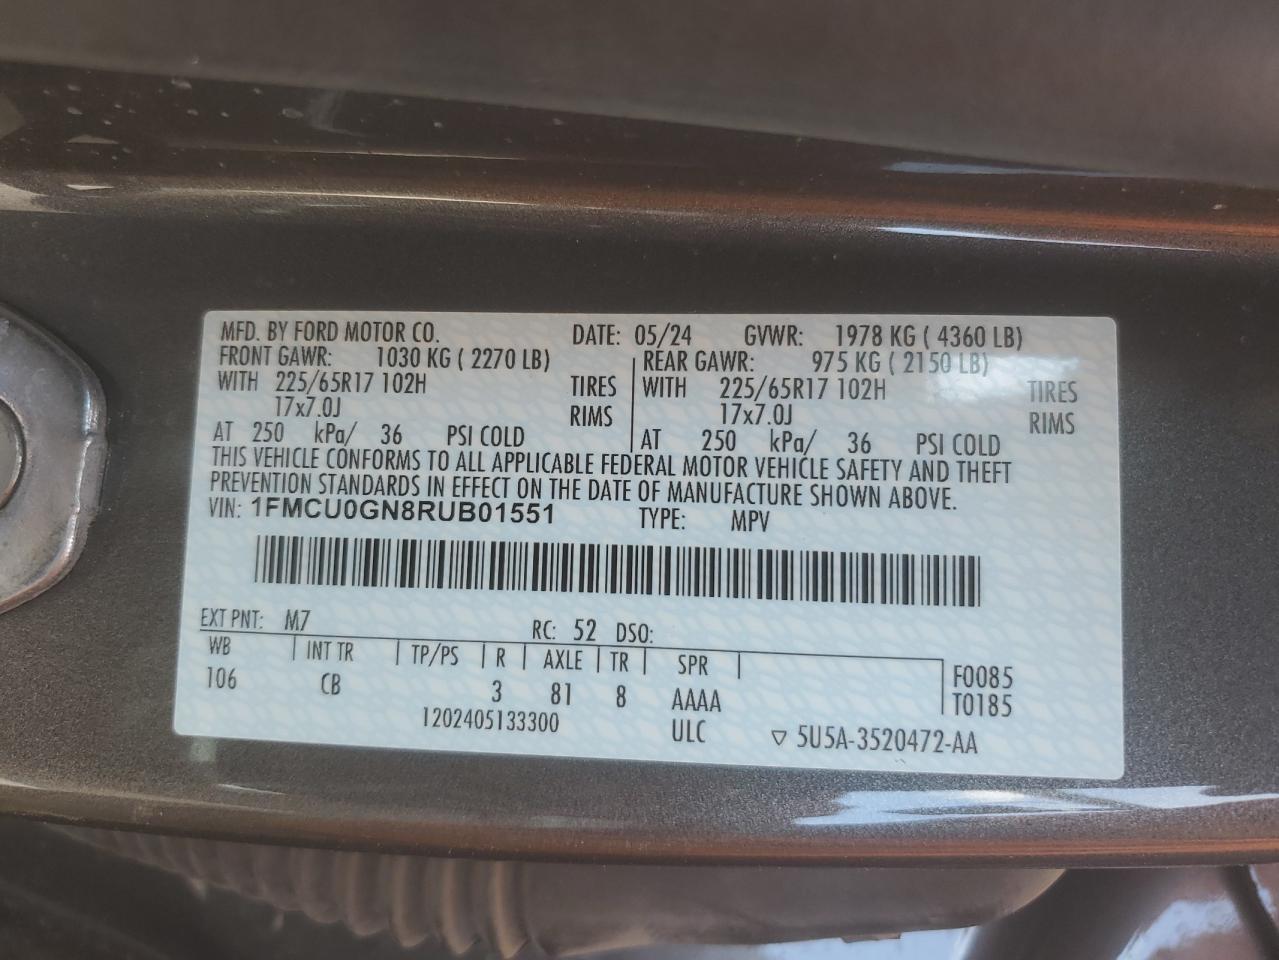 MFD. BY FORD MOTOR CO. DATE: 05/24 GVWR: 1978 KG ( 4360 LB)
FRONT GAWR: 1030 KG ( 2270 LB) REAR GAWR: 975 KG ( 2150 LB)
WITH 225/65R17 102H TIRES WITH 225/65R17 102H TIRES
17x7.0J RIMS 17x7.0J RIMS
AT 250 kPa/ 36 PSI COLD AT 250 kPa/ 36 PSI COLD
THIS VEHICLE CONFORMS TO ALL APPLICABLE FEDERAL MOTOR VEHICLE SAFETY AND THEFT
PREVENTION STANDARDS IN EFFECT ON THE DATE OF MANUFACTURE SHOWN ABOVE.
VIN: 1FMCU0GN8RUB01551 TYPE: MPV
EXT PNT: M7 RC: 52 DSO:
WB INT TR TP/PS R AXLE TR SPR F0085
106 CB 3 81 8 AAAA T0185
1202405133300 ULC ▽ 5U5A-3520472-AA